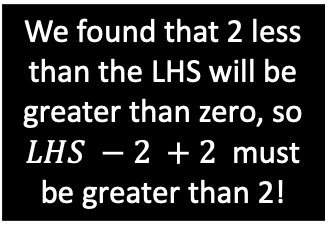 We found that 2 less
than the LHS will be
greater than zero, so
LHS − 2 + 2 must
be greater than 2!